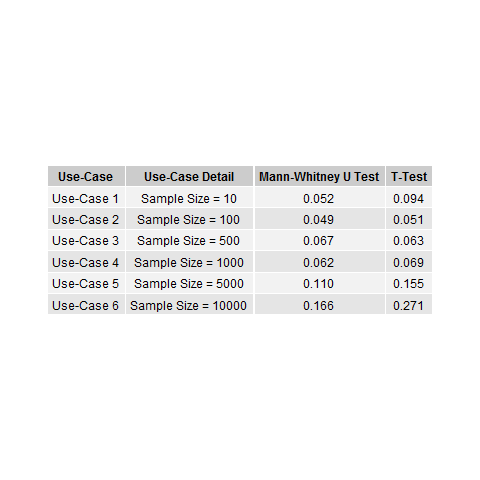 Use-Case Use-Case Detail Mann-Whitney U Test T-Test
Use-Case 1 Sample Size = 10 0.052 0.094
Use-Case 2 Sample Size = 100 0.049 0.051
Use-Case 3 Sample Size = 500 0.067 0.063
Use-Case 4 Sample Size = 1000 0.062 0.069
Use-Case 5 Sample Size = 5000 0.110 0.155
Use-Case 6 Sample Size = 10000 0.166 0.271